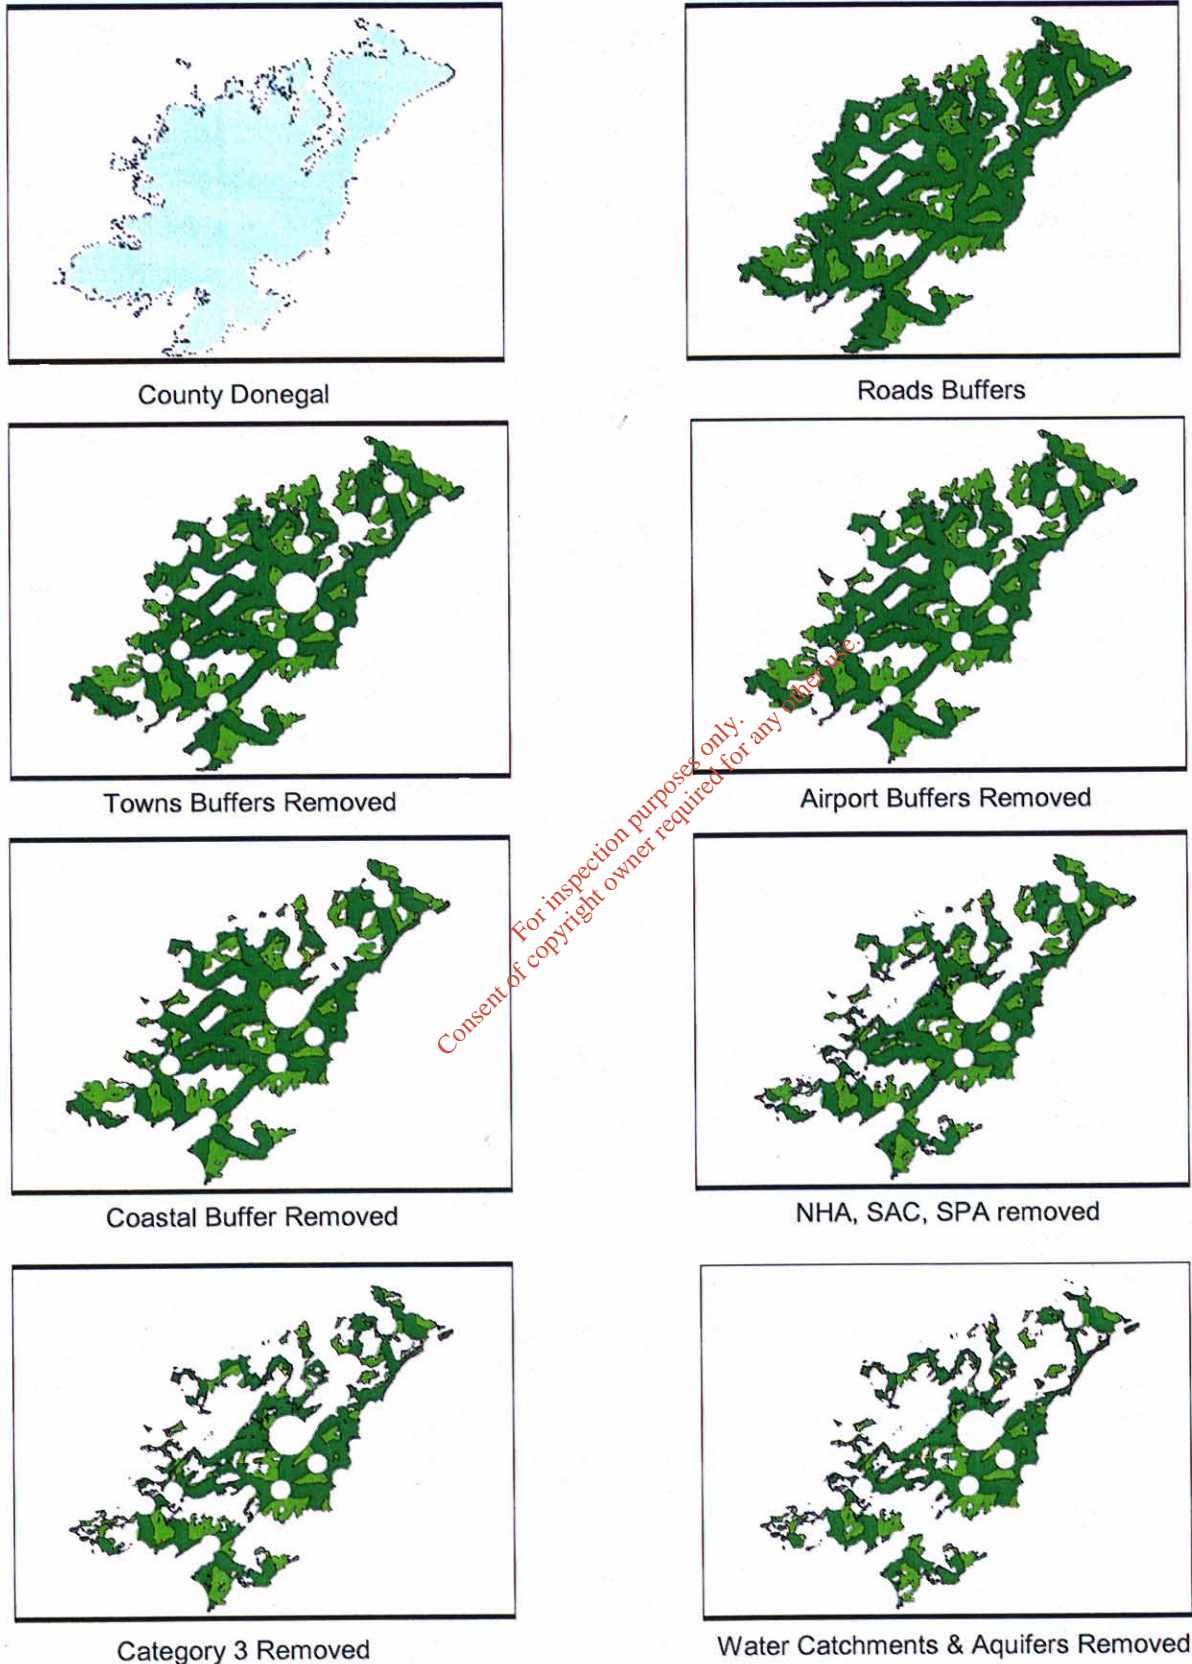 County Donegal
Roads Buffers
Towns Buffers Removed
Airport Buffers Removed
For inspection purposes only.
Consent of copyright owner required for any other use.
Coastal Buffer Removed
NHA, SAC, SPA removed
Category 3 Removed
Water Catchments & Aquifers Removed